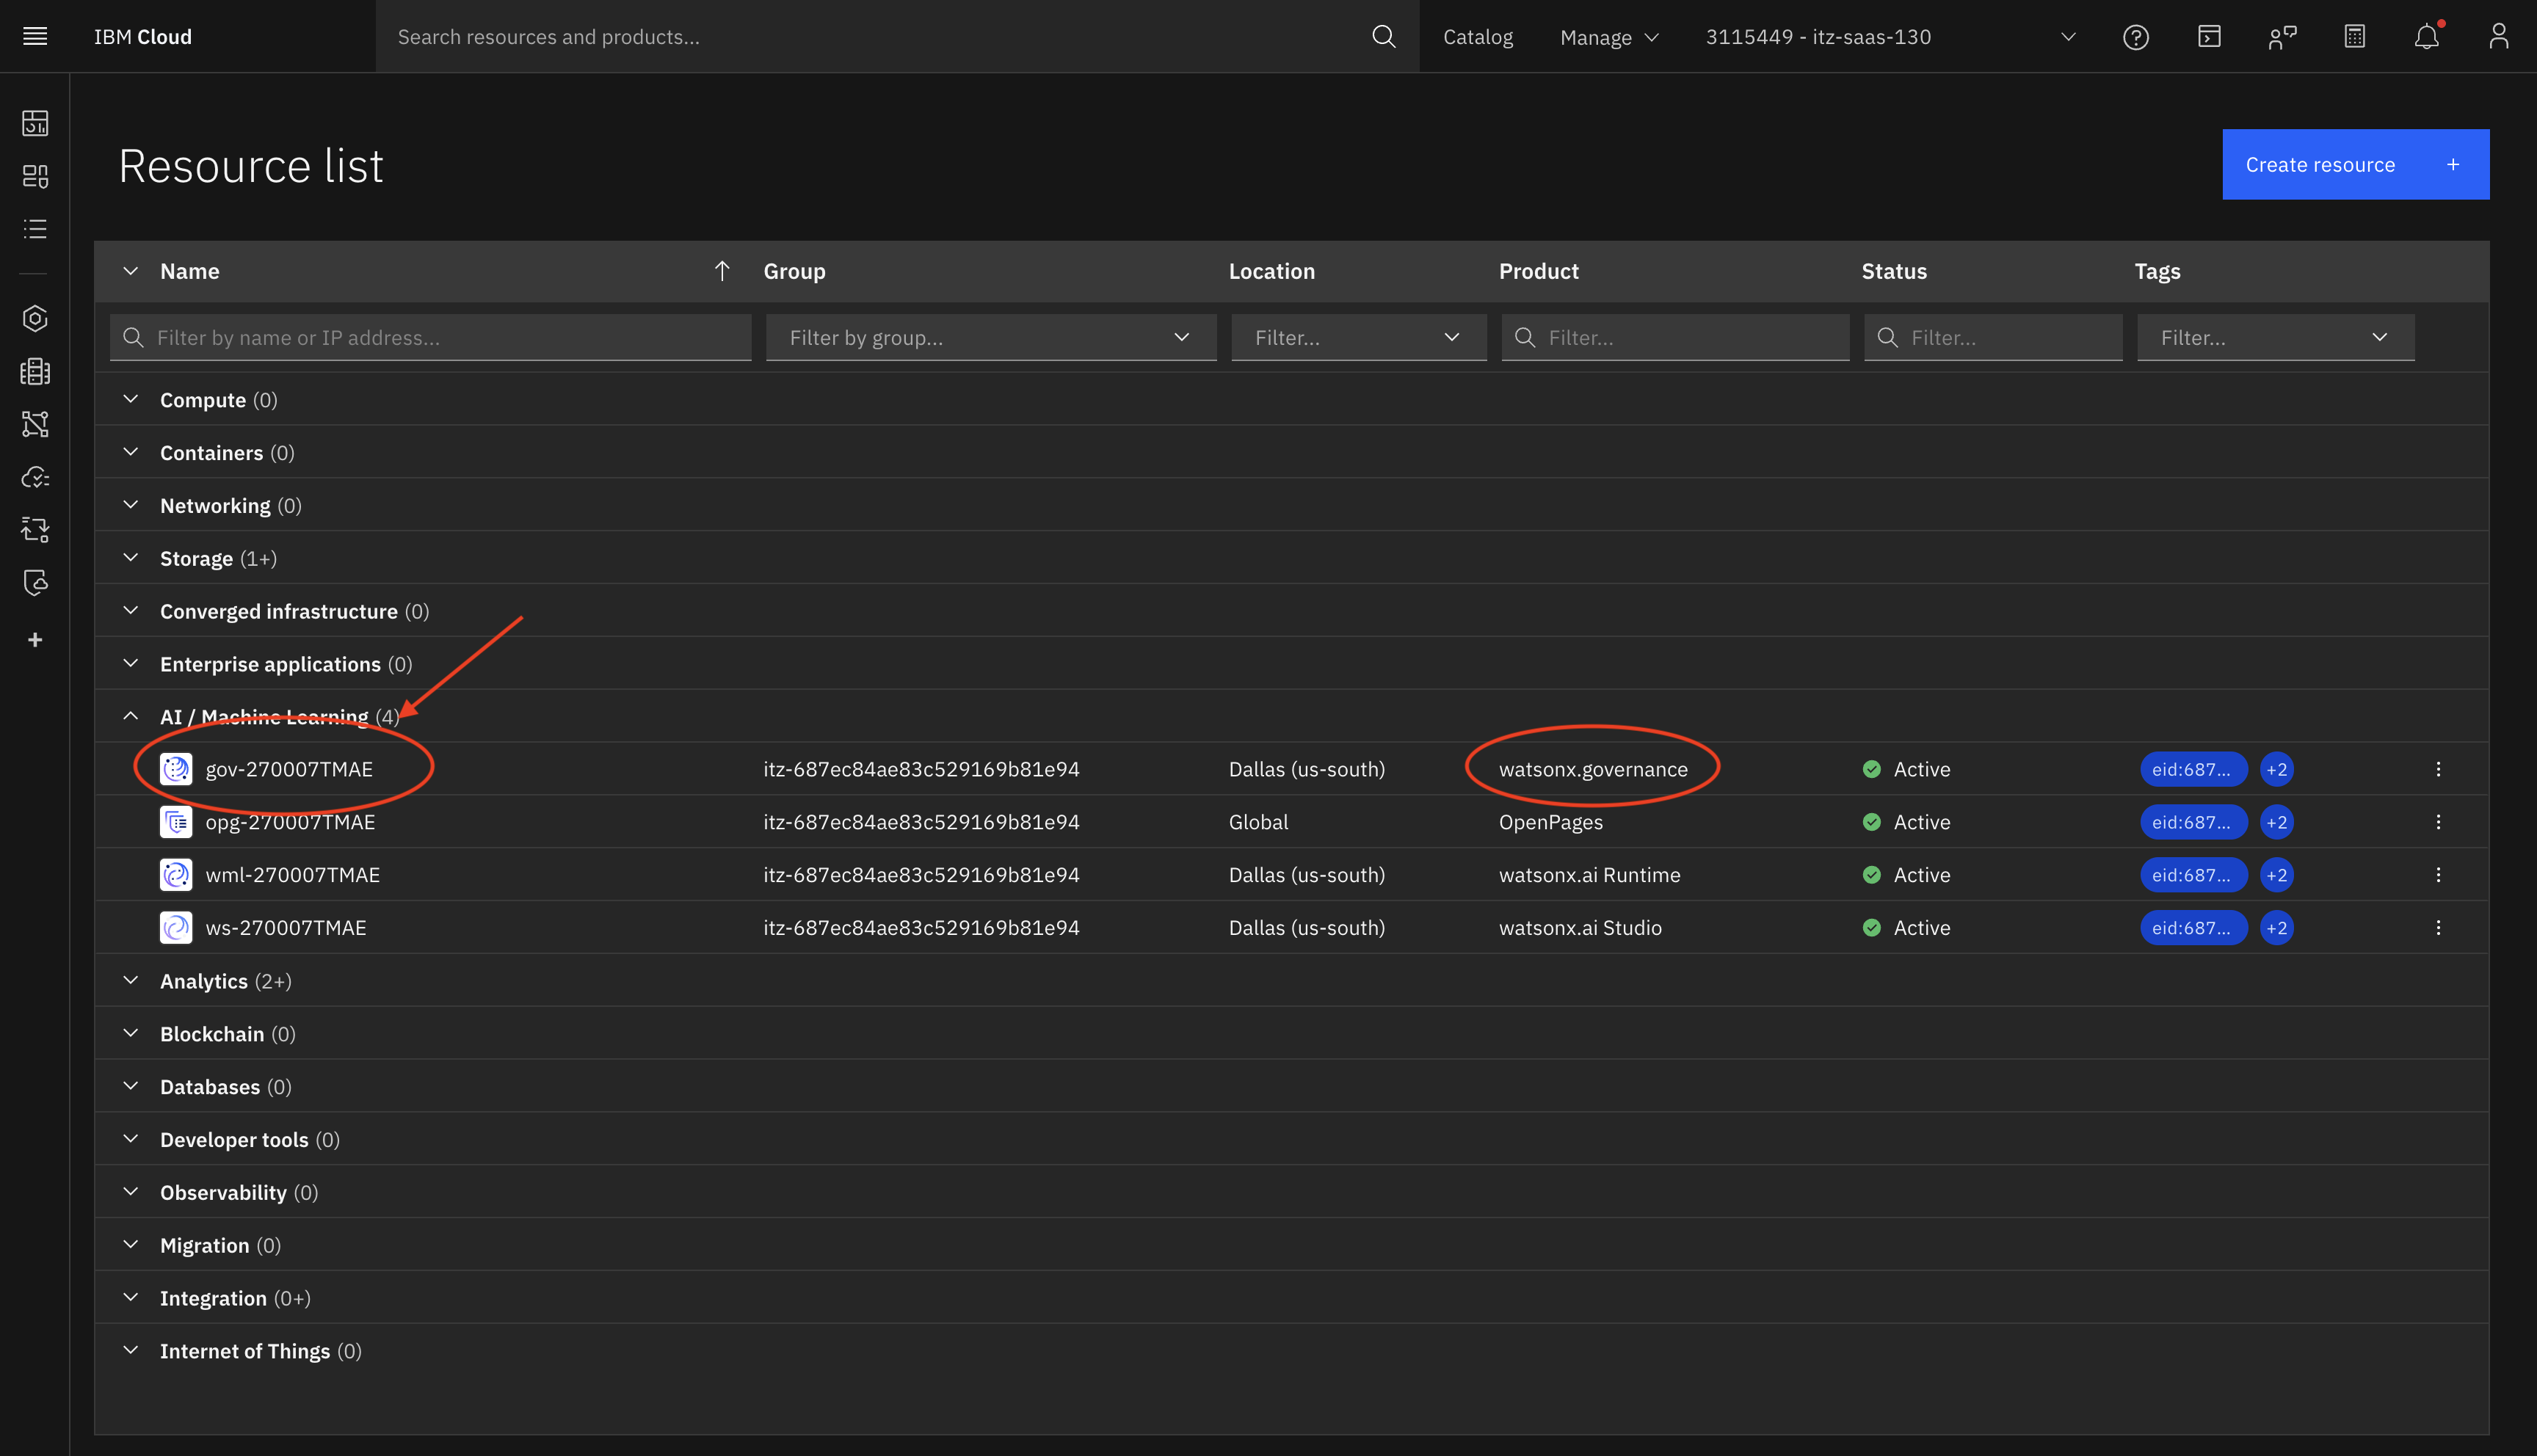 IBM Cloud Search resources and products... Catalog Manage 3115449 - itz-saas-130
Resource list
Create resource +
Name Group Location Product Status Tags
Filter by name or IP address... Filter by group... Filter... Filter... Filter... Filter...
Compute (0)
Containers (0)
Networking (0)
Storage (1+)
Converged infrastructure (0)
Enterprise applications (0)
AI / Machine Learning (4)
gov-270007TMAE itz-687ec84ae83c529169b81e94 Dallas (us-south) watsonx.governance Active eid:687... +2
opg-270007TMAE itz-687ec84ae83c529169b81e94 Global OpenPages Active eid:687... +2
wml-270007TMAE itz-687ec84ae83c529169b81e94 Dallas (us-south) watsonx.ai Runtime Active eid:687... +2
ws-270007TMAE itz-687ec84ae83c529169b81e94 Dallas (us-south) watsonx.ai Studio Active eid:687... +2
Analytics (2+)
Blockchain (0)
Databases (0)
Developer tools (0)
Observability (0)
Migration (0)
Integration (0+)
Internet of Things (0)